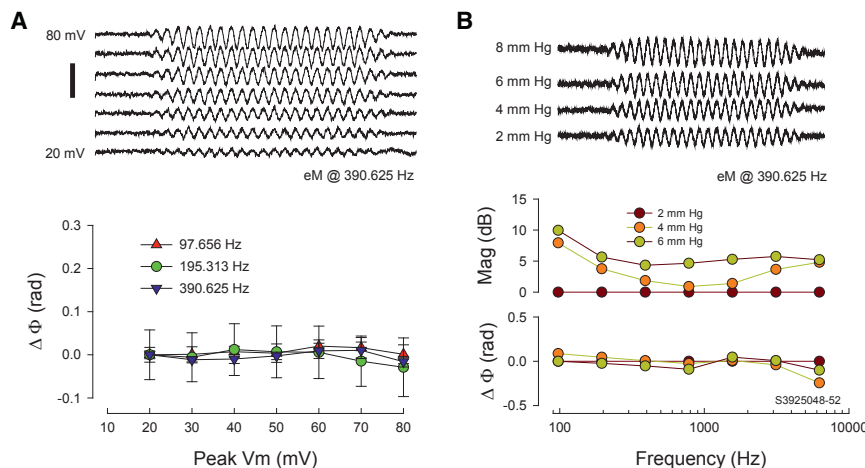 A
80 mV
20 mV
eM @ 390.625 Hz
0.3
0.2
0.1
0.0
-0.1
Δ Φ (rad)
97.656 Hz
195.313 Hz
390.625 Hz
10 20 30 40 50 60 70 80
Peak Vm (mV)
B
8 mm Hg
6 mm Hg
4 mm Hg
2 mm Hg
eM @ 390.625 Hz
15
10
5
0
Mag (dB)
2 mm Hg
4 mm Hg
6 mm Hg
0.5
0.0
-0.5
Δ Φ (rad)
S3925048-52
100 1000 10000
Frequency (Hz)